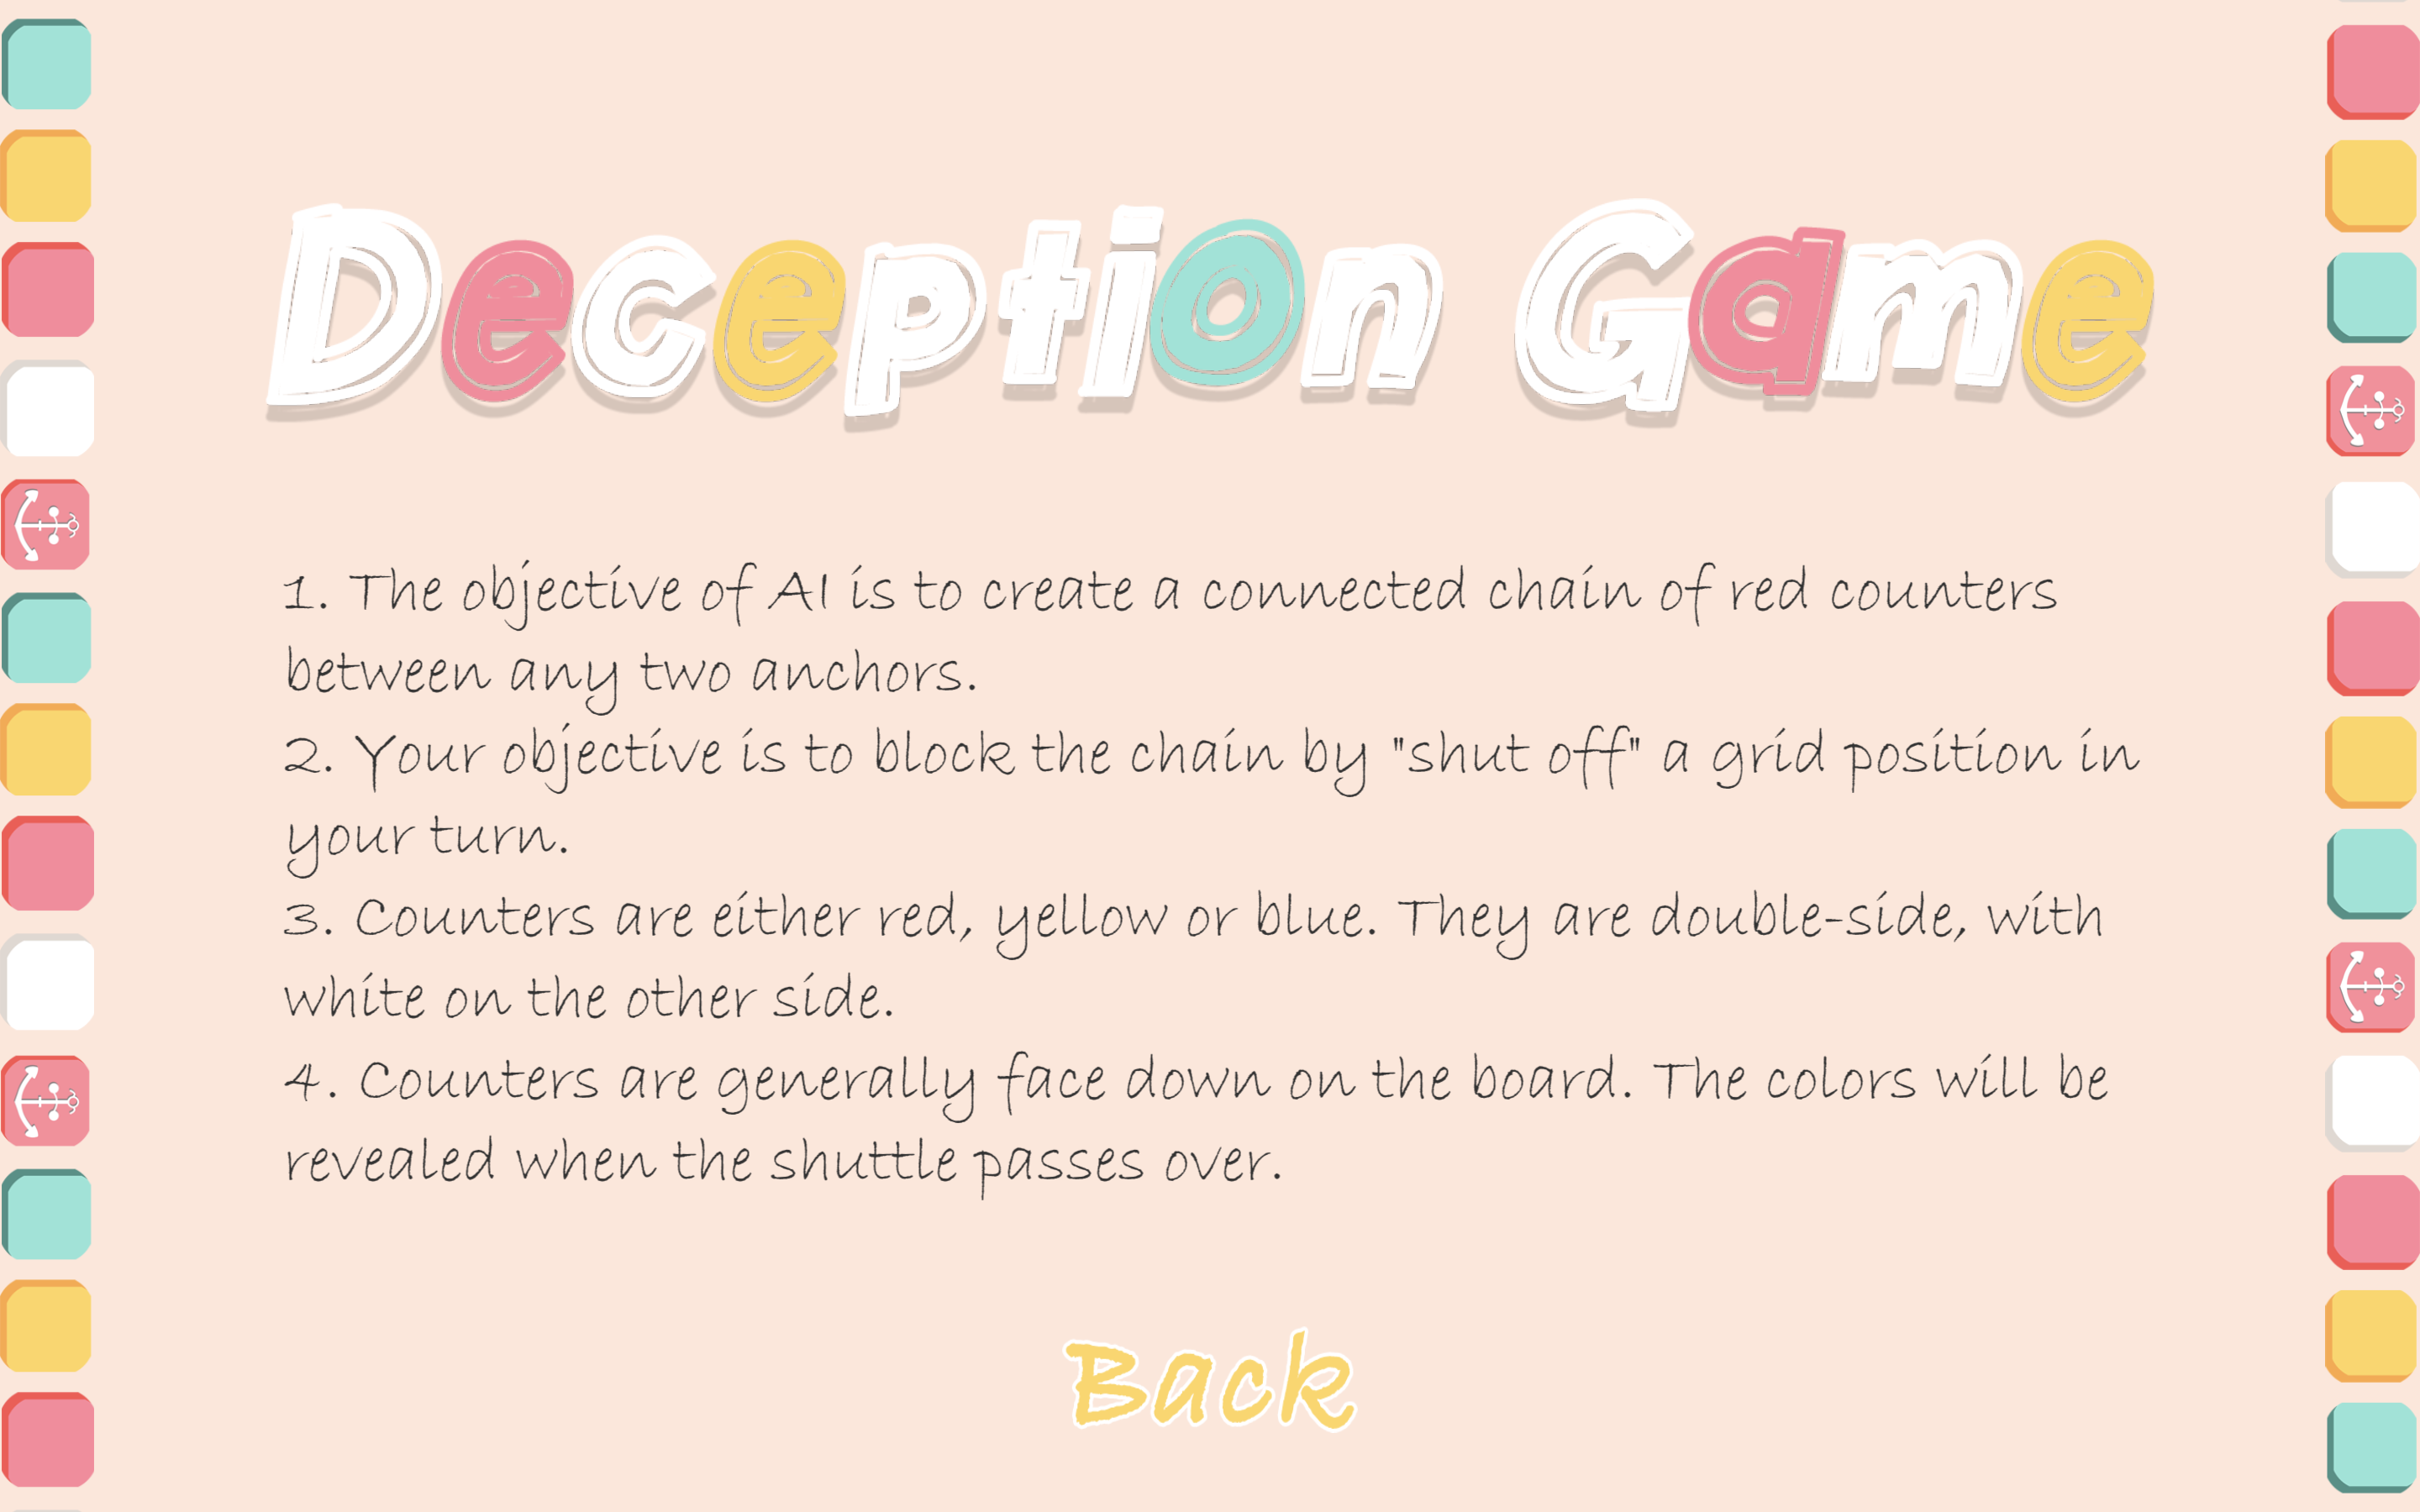 Deception Game
1. The objective of AI is to create a connected chain of red counters
between any two anchors.
2. Your objective is to block the chain by "shut off" a grid position in
your turn.
3. Counters are either red, yellow or blue. They are double-side, with
white on the other side.
4. Counters are generally face down on the board. The colors will be
revealed when the shuttle passes over.
Back